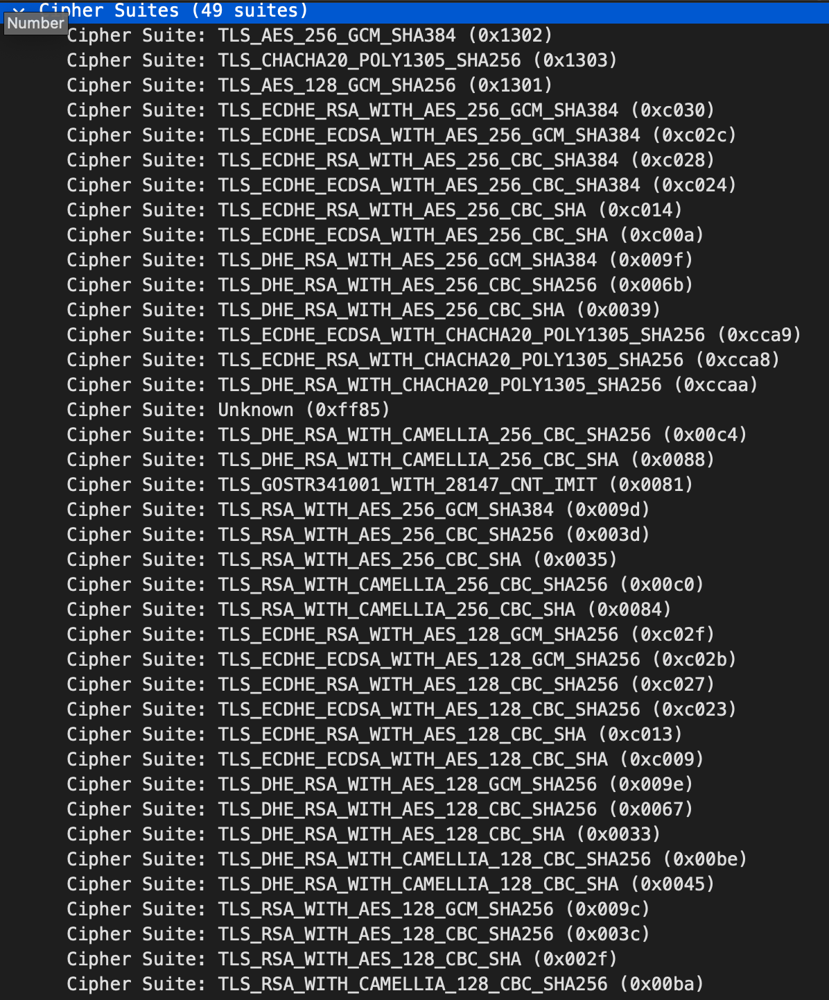 Cipher Suites (49 suites)
Number
Cipher Suite: TLS_AES_256_GCM_SHA384 (0x1302)
Cipher Suite: TLS_CHACHA20_POLY1305_SHA256 (0x1303)
Cipher Suite: TLS_AES_128_GCM_SHA256 (0x1301)
Cipher Suite: TLS_ECDHE_RSA_WITH_AES_256_GCM_SHA384 (0xc030)
Cipher Suite: TLS_ECDHE_ECDSA_WITH_AES_256_GCM_SHA384 (0xc02c)
Cipher Suite: TLS_ECDHE_RSA_WITH_AES_256_CBC_SHA384 (0xc028)
Cipher Suite: TLS_ECDHE_ECDSA_WITH_AES_256_CBC_SHA384 (0xc024)
Cipher Suite: TLS_ECDHE_RSA_WITH_AES_256_CBC_SHA (0xc014)
Cipher Suite: TLS_ECDHE_ECDSA_WITH_AES_256_CBC_SHA (0xc00a)
Cipher Suite: TLS_DHE_RSA_WITH_AES_256_GCM_SHA384 (0x009f)
Cipher Suite: TLS_DHE_RSA_WITH_AES_256_CBC_SHA256 (0x006b)
Cipher Suite: TLS_DHE_RSA_WITH_AES_256_CBC_SHA (0x0039)
Cipher Suite: TLS_ECDHE_ECDSA_WITH_CHACHA20_POLY1305_SHA256 (0xcca9)
Cipher Suite: TLS_ECDHE_RSA_WITH_CHACHA20_POLY1305_SHA256 (0xcca8)
Cipher Suite: TLS_DHE_RSA_WITH_CHACHA20_POLY1305_SHA256 (0xccaa)
Cipher Suite: Unknown (0xff85)
Cipher Suite: TLS_DHE_RSA_WITH_CAMELLIA_256_CBC_SHA256 (0x00c4)
Cipher Suite: TLS_DHE_RSA_WITH_CAMELLIA_256_CBC_SHA (0x0088)
Cipher Suite: TLS_GOSTR341001_WITH_28147_CNT_IMIT (0x0081)
Cipher Suite: TLS_RSA_WITH_AES_256_GCM_SHA384 (0x009d)
Cipher Suite: TLS_RSA_WITH_AES_256_CBC_SHA256 (0x003d)
Cipher Suite: TLS_RSA_WITH_AES_256_CBC_SHA (0x0035)
Cipher Suite: TLS_RSA_WITH_CAMELLIA_256_CBC_SHA256 (0x00c0)
Cipher Suite: TLS_RSA_WITH_CAMELLIA_256_CBC_SHA (0x0084)
Cipher Suite: TLS_ECDHE_RSA_WITH_AES_128_GCM_SHA256 (0xc02f)
Cipher Suite: TLS_ECDHE_ECDSA_WITH_AES_128_GCM_SHA256 (0xc02b)
Cipher Suite: TLS_ECDHE_RSA_WITH_AES_128_CBC_SHA256 (0xc027)
Cipher Suite: TLS_ECDHE_ECDSA_WITH_AES_128_CBC_SHA256 (0xc023)
Cipher Suite: TLS_ECDHE_RSA_WITH_AES_128_CBC_SHA (0xc013)
Cipher Suite: TLS_ECDHE_ECDSA_WITH_AES_128_CBC_SHA (0xc009)
Cipher Suite: TLS_DHE_RSA_WITH_AES_128_GCM_SHA256 (0x009e)
Cipher Suite: TLS_DHE_RSA_WITH_AES_128_CBC_SHA256 (0x0067)
Cipher Suite: TLS_DHE_RSA_WITH_AES_128_CBC_SHA (0x0033)
Cipher Suite: TLS_DHE_RSA_WITH_CAMELLIA_128_CBC_SHA256 (0x00be)
Cipher Suite: TLS_DHE_RSA_WITH_CAMELLIA_128_CBC_SHA (0x0045)
Cipher Suite: TLS_RSA_WITH_AES_128_GCM_SHA256 (0x009c)
Cipher Suite: TLS_RSA_WITH_AES_128_CBC_SHA256 (0x003c)
Cipher Suite: TLS_RSA_WITH_AES_128_CBC_SHA (0x002f)
Cipher Suite: TLS_RSA_WITH_CAMELLIA_128_CBC_SHA256 (0x00ba)